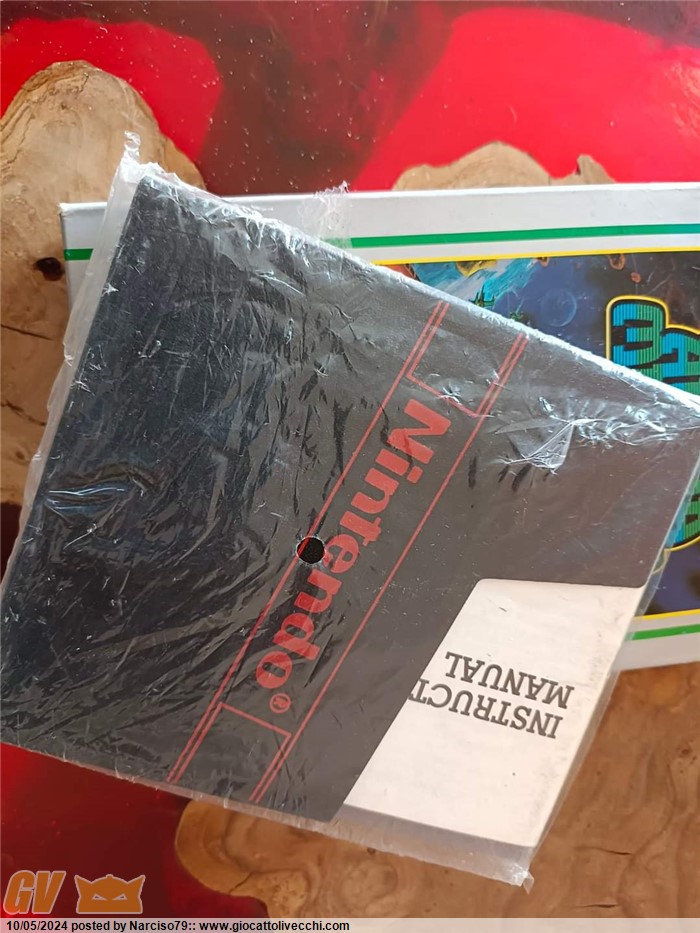 Nintendo®
INSTRUCT
MANUAL
GV
10/05/2024 posted by Narciso79:: www.giocattolivecchi.com